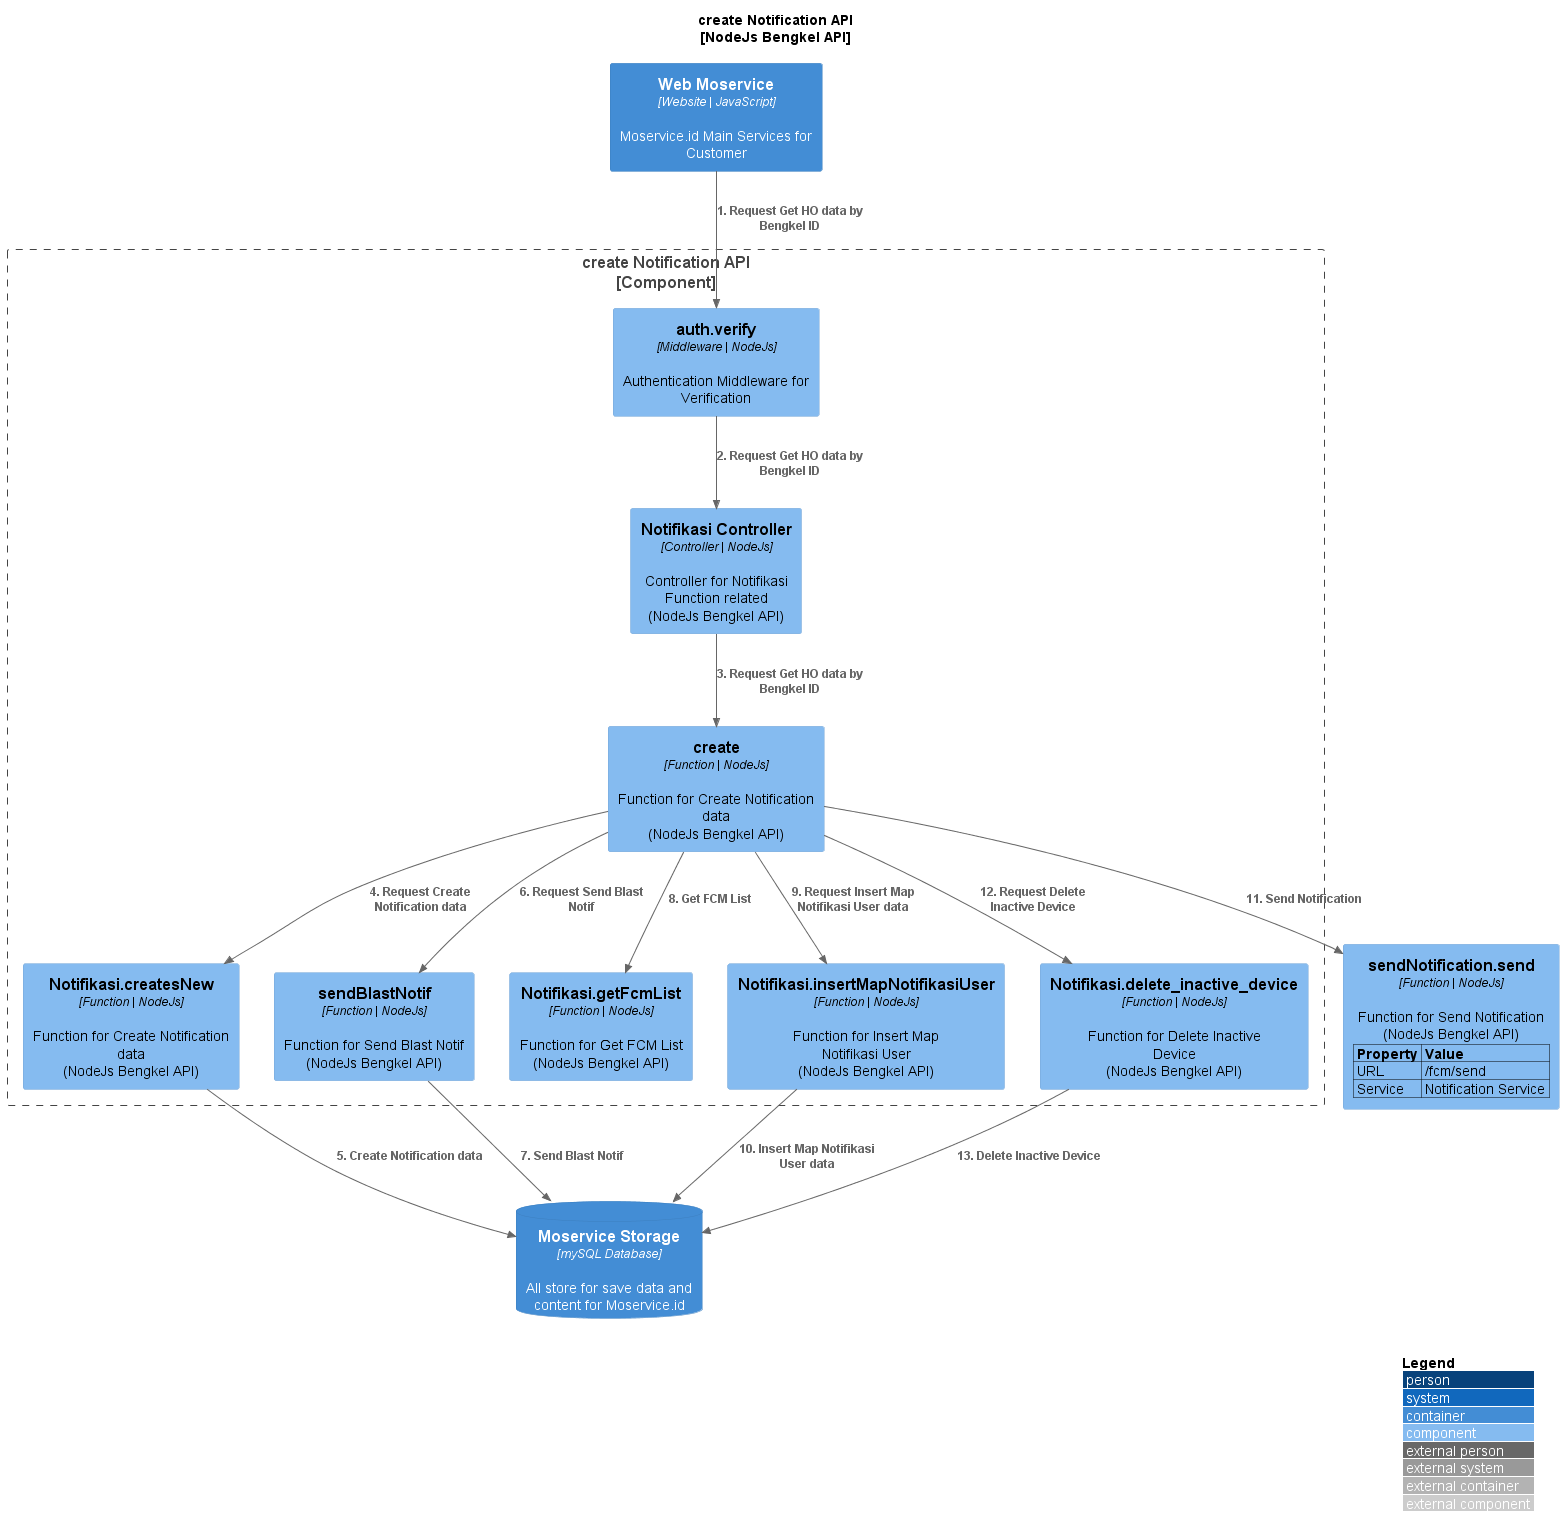 create Notification API
[NodeJs Bengkel API]
Web Moservice
[Website | JavaScript]
Moservice.id Main Services for
Customer
1. Request Get HO data by
Bengkel ID
create Notification API
[Component]
auth.verify
[Middleware | NodeJs]
Authentication Middleware for
Verification
2. Request Get HO data by
Bengkel ID
Notifikasi Controller
[Controller | NodeJs]
Controller for Notifikasi
Function related
(NodeJs Bengkel API)
3. Request Get HO data by
Bengkel ID
create
[Function | NodeJs]
Function for Create Notification
data
(NodeJs Bengkel API)
4. Request Create
Notification data
6. Request Send Blast
Notif
8. Get FCM List
9. Request Insert Map
Notifikasi User data
12. Request Delete
Inactive Device
11. Send Notification
Notifikasi.createsNew
[Function | NodeJs]
Function for Create Notification
data
(NodeJs Bengkel API)
sendBlastNotif
[Function | NodeJs]
Function for Send Blast Notif
(NodeJs Bengkel API)
Notifikasi.getFcmList
[Function | NodeJs]
Function for Get FCM List
(NodeJs Bengkel API)
Notifikasi.insertMapNotifikasiUser
[Function | NodeJs]
Function for Insert Map
Notifikasi User
(NodeJs Bengkel API)
Notifikasi.delete_inactive_device
[Function | NodeJs]
Function for Delete Inactive
Device
(NodeJs Bengkel API)
sendNotification.send
[Function | NodeJs]
Function for Send Notification
(NodeJs Bengkel API)
Property Value
URL /fcm/send
Service Notification Service
5. Create Notification data
7. Send Blast Notif
10. Insert Map Notifikasi
User data
13. Delete Inactive Device
Moservice Storage
[mySQL Database]
All store for save data and
content for Moservice.id
Legend
person
system
container
component
external person
external system
external container
external component